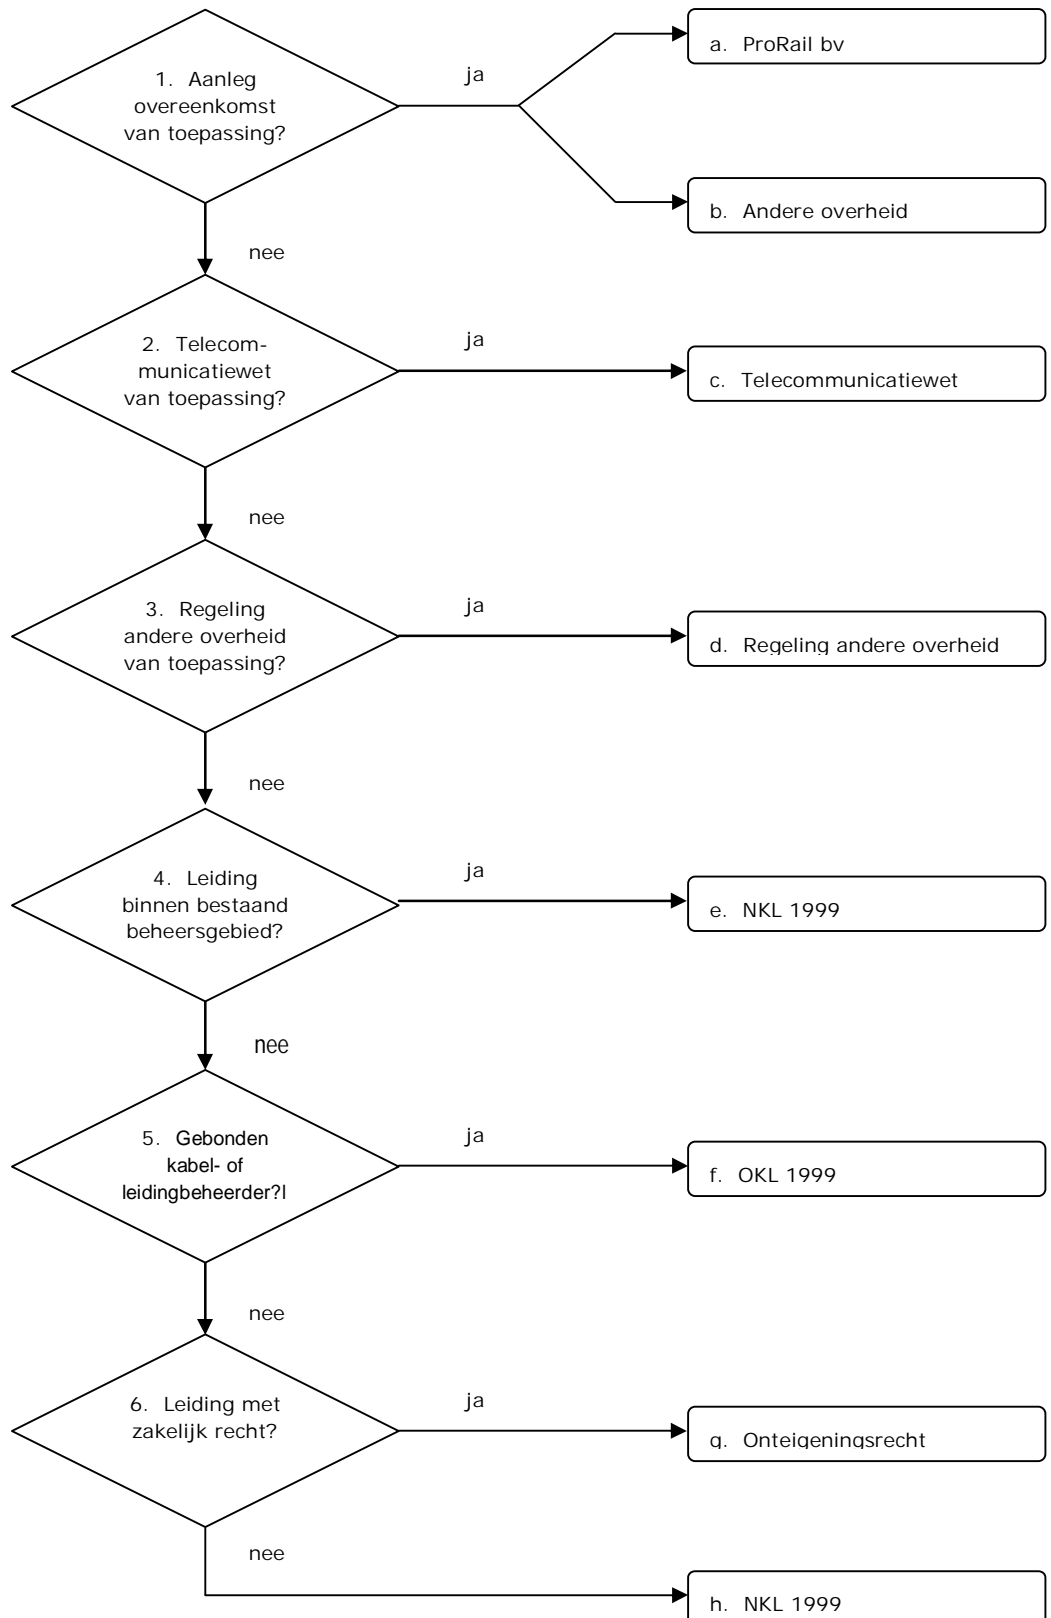 a. ProRail bv
1. Aanleg
overeenkomst
van toepassing?
ja
b. Andere overheid
nee
2. Telecom-
municatiewet
van toepassing?
ja
c. Telecommunicatiewet
nee
3. Regeling
andere overheid
van toepassing?
ja
d. Regeling andere overheid
nee
4. Leiding
binnen bestaand
beheersgebied?
ja
e. NKL 1999
nee
5. Gebonden
kabel- of
leidingbeheerder?l
ja
f. OKL 1999
nee
6. Leiding met
zakelijk recht?
ja
g. Onteigeningsrecht
nee
h. NKL 1999